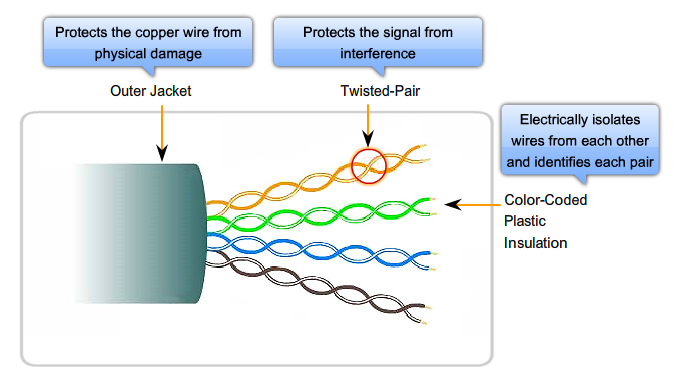 Protects the copper wire from
physical damage
Protects the signal from
interference
Outer Jacket
Twisted-Pair
Electrically isolates
wires from each other
and identifies each pair
Color-Coded
Plastic
Insulation